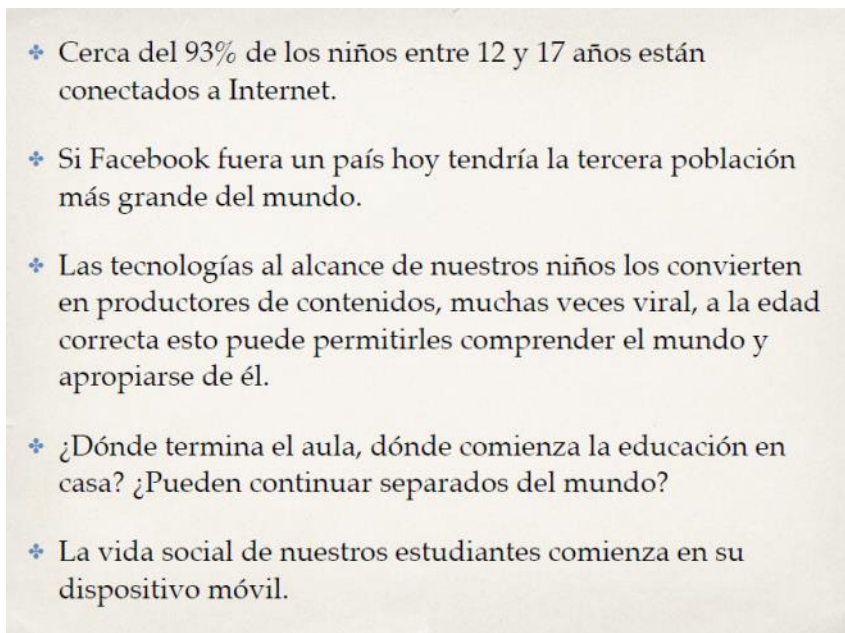 Cerca del 93% de los niños entre 12 y 17 años están
conectados a Internet.
Si Facebook fuera un país hoy tendría la tercera población
más grande del mundo.
Las tecnologías al alcance de nuestros niños los convierten
en productores de contenidos, muchas veces viral, a la edad
correcta esto puede permitirles comprender el mundo y
apropiarse de él.
¿Dónde termina el aula, dónde comienza la educación en
casa? ¿Pueden continuar separados del mundo?
La vida social de nuestros estudiantes comienza en su
dispositivo móvil.